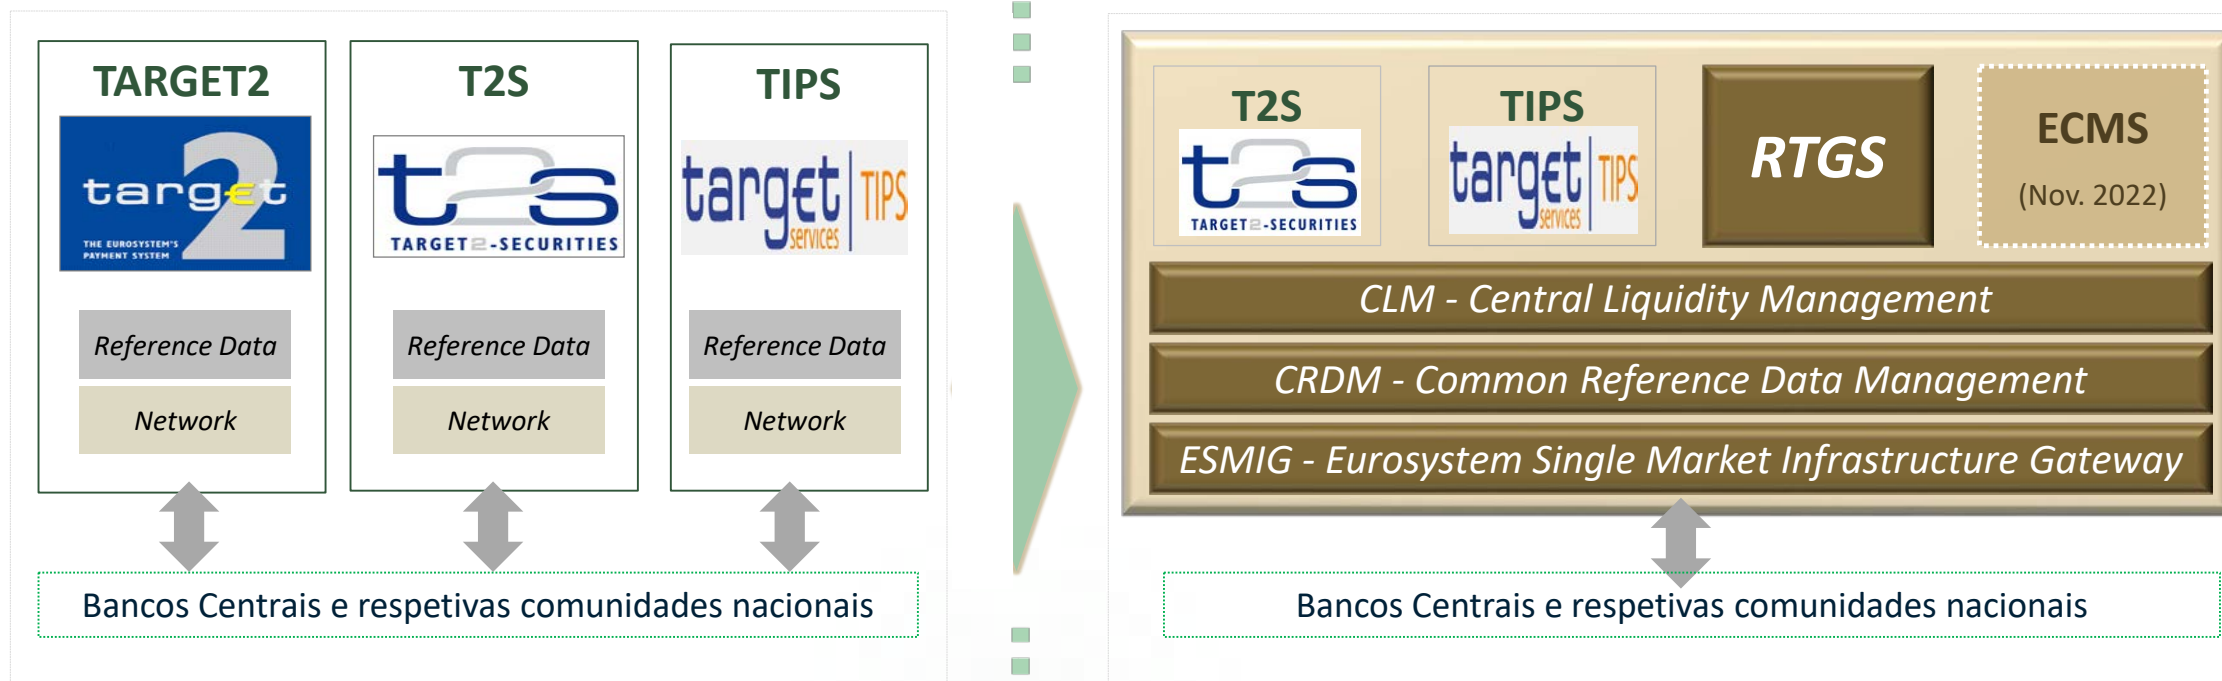 TARGET2
target
2
THE EUROSYSTEM'S
PAYMENT SYSTEM
Reference Data
Network
T2S
t2s
TARGET2-SECURITIES
Reference Data
Network
TIPS
target TIPS
services
Reference Data
Network
Bancos Centrais e respetivas comunidades nacionais
T2S
t2s
TARGET2-SECURITIES
TIPS
target TIPS
services
RTGS
ECMS
(Nov. 2022)
CLM - Central Liquidity Management
CRDM - Common Reference Data Management
ESMIG - Eurosystem Single Market Infrastructure Gateway
Bancos Centrais e respetivas comunidades nacionais